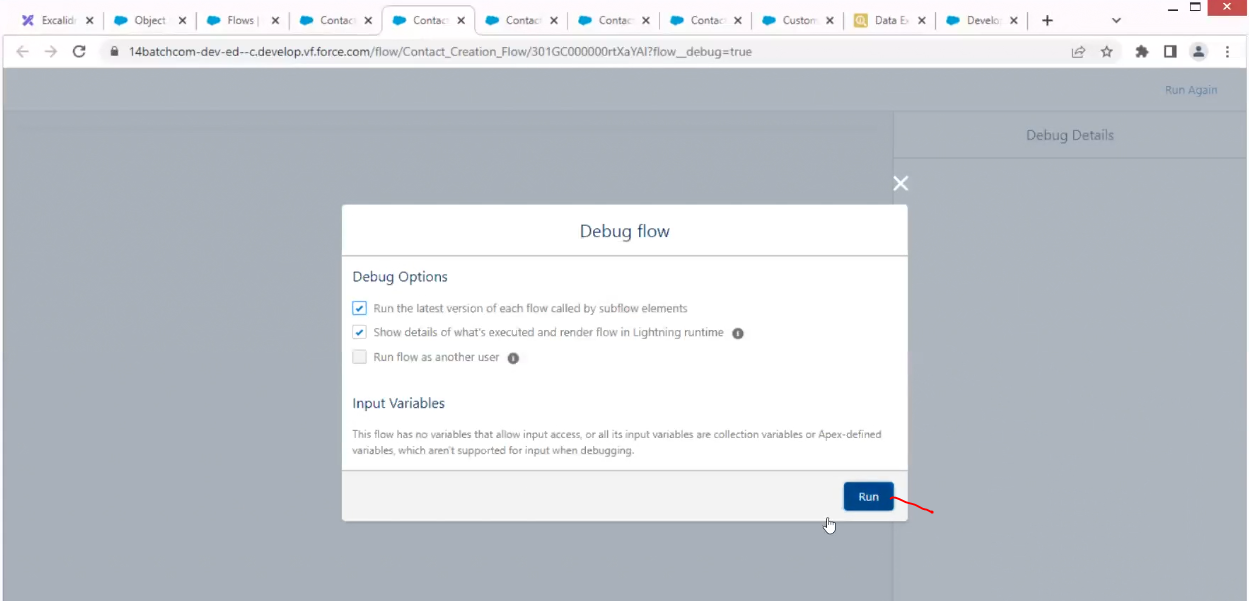 Excalid
Object
Flows |
Contac
Contac
Contac
Contac
Contac
Custom
Data Ex
Develo
14batchcom-dev-ed--c.develop.vf.force.com/flow/Contact_Creation_Flow/301GC000000rtXaYAI?flow__debug=true
Run Again
Debug Details
Debug flow
Debug Options
Run the latest version of each flow called by subflow elements
Show details of what's executed and render flow in Lightning runtime
Run flow as another user
Input Variables
This flow has no variables that allow input access, or all its input variables are collection variables or Apex-defined
variables, which aren't supported for input when debugging.
Run